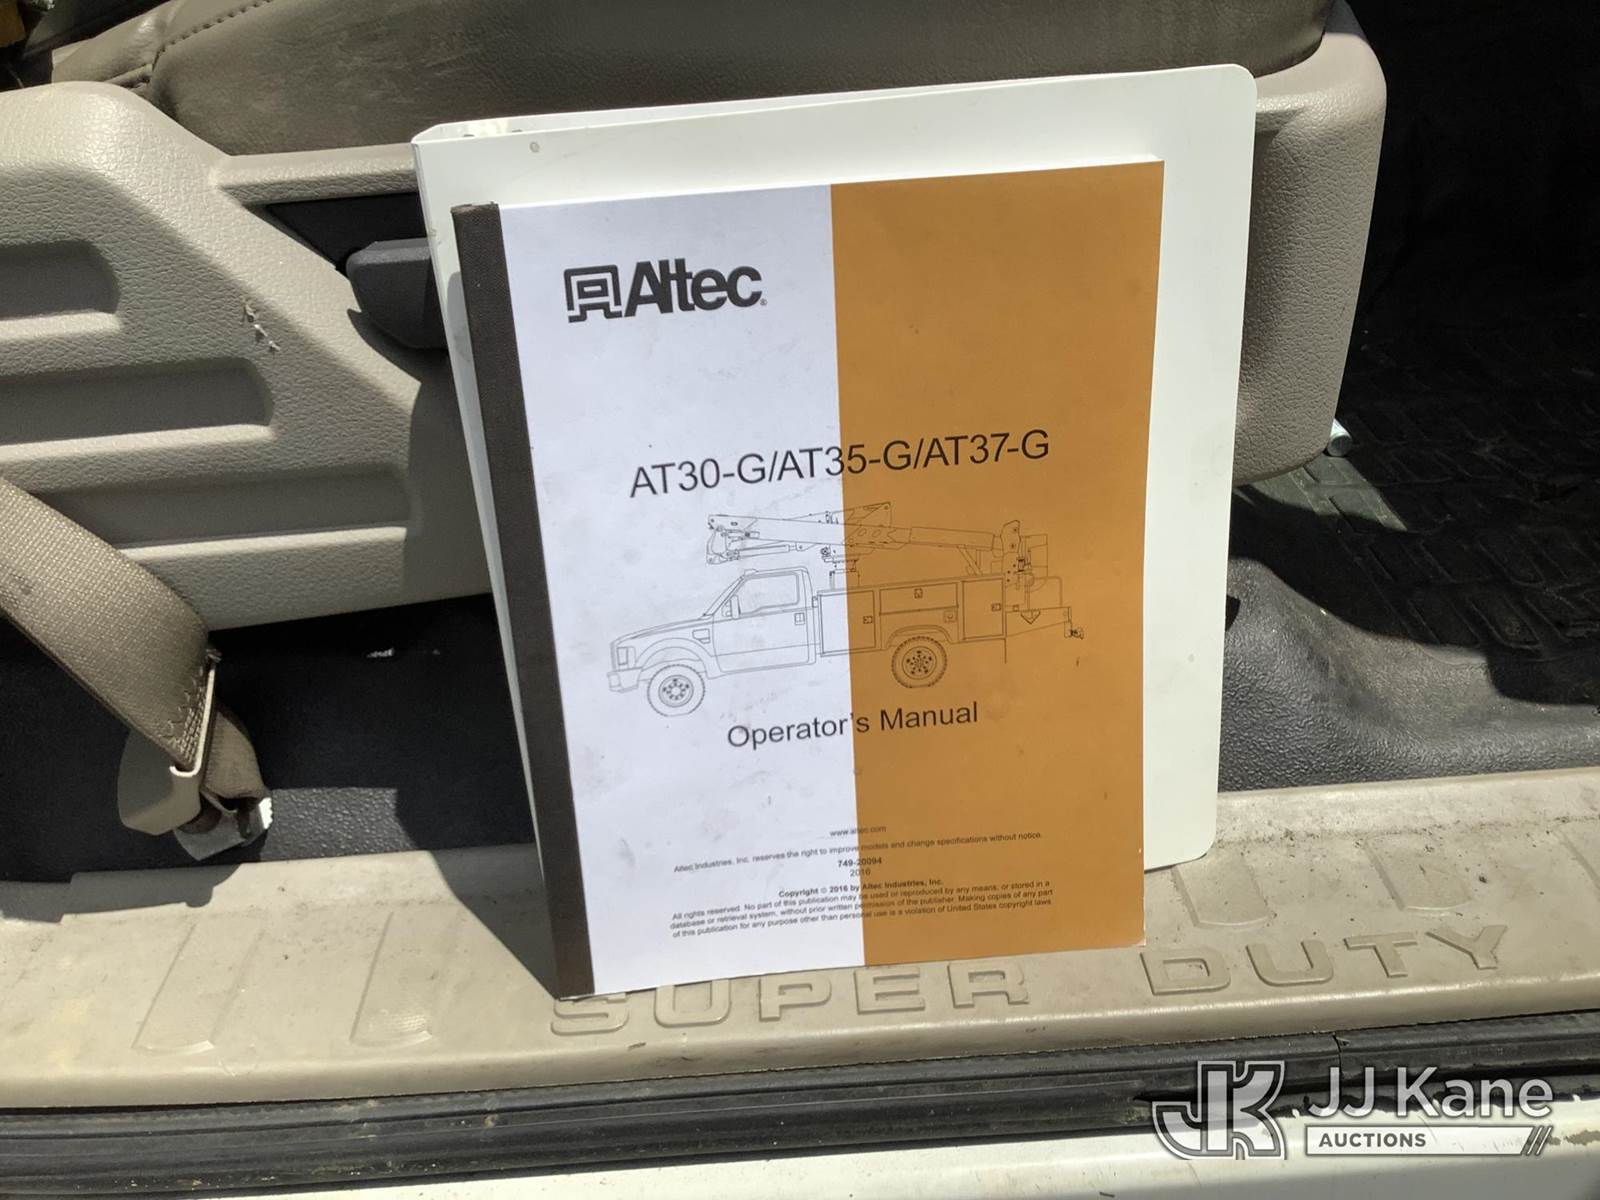 Altec®
AT30-G/AT35-G/AT37-G
Operator's Manual
www.altec.com
Altec Industries, Inc. reserves the right to improve models and change specifications without notice.
749-20094
2016
Copyright © 2016 by Altec Industries, Inc.
All rights reserved. No part of this publication may be used or reproduced by any means, or stored in a
database or retrieval system, without prior written permission of the publisher. Making copies of any part
of this publication for any purpose other than personal use is a violation of United States copyright laws.
SUPER DUTY
JK JJ Kane
AUCTIONS